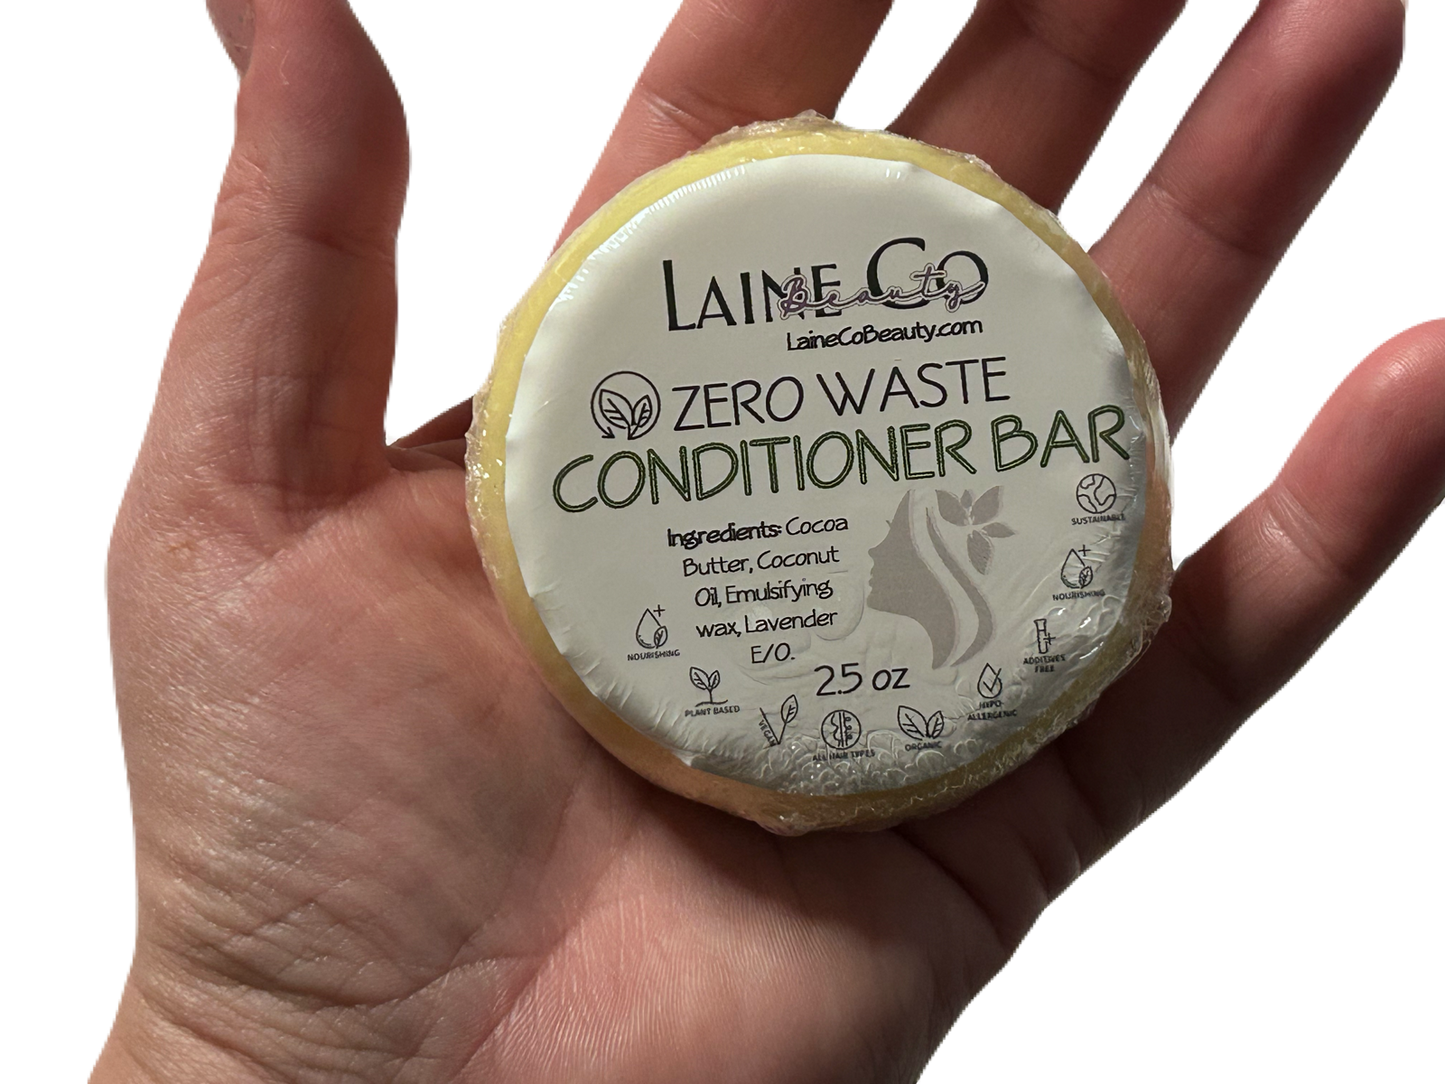 LAINE CO
Beauty
LaineCoBeauty.com
ZERO WASTE
CONDITIONER BAR
Ingredients: Cocoa
Butter, Coconut
Oil, Emulsifying
wax, Lavender
E/O.
2.5 oz
NOURISHING
PLANT BASED
VEGAN
ALL HAIR TYPES
ORGANIC
HYPO-
ALLERGENIC
ADDITIVES
FREE
NOURISHING
SUSTAINABLE